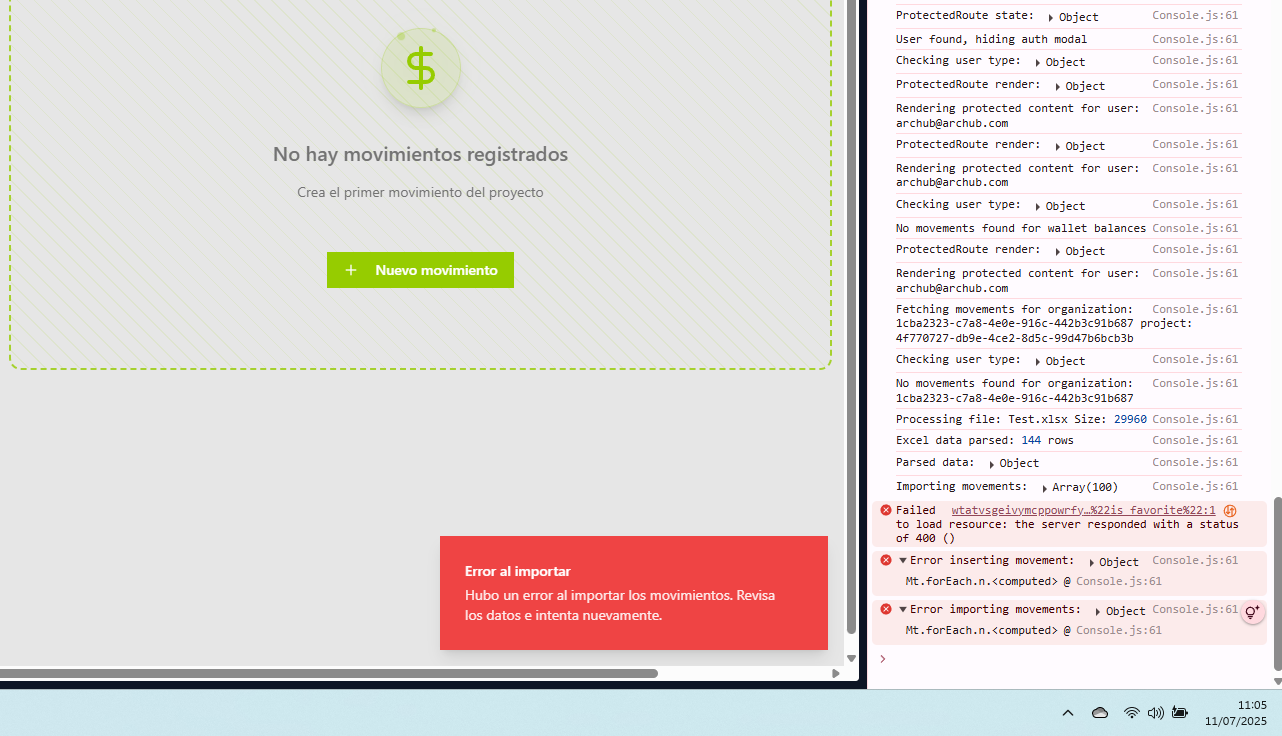 $
No hay movimientos registrados
Crea el primer movimiento del proyecto
+ Nuevo movimiento
Error al importar
Hubo un error al importar los movimientos. Revisa
los datos e intenta nuevamente.
ProtectedRoute state: ▶ Object Console.js:61
User found, hiding auth modal Console.js:61
Checking user type: ▶ Object Console.js:61
ProtectedRoute render: ▶ Object Console.js:61
Rendering protected content for user: Console.js:61
archub@archub.com
ProtectedRoute render: ▶ Object Console.js:61
Rendering protected content for user: Console.js:61
archub@archub.com
Checking user type: ▶ Object Console.js:61
No movements found for wallet balances Console.js:61
ProtectedRoute render: ▶ Object Console.js:61
Rendering protected content for user: Console.js:61
archub@archub.com
Fetching movements for organization: Console.js:61
1cba2323-c7a8-4e0e-916c-442b3c91b687 project:
4f770727-db9e-4ce2-8d5c-99d47b6bcb3b
Checking user type: ▶ Object Console.js:61
No movements found for organization: Console.js:61
1cba2323-c7a8-4e0e-916c-442b3c91b687
Processing file: Test.xlsx Size: 29960 Console.js:61
Excel data parsed: 144 rows Console.js:61
Parsed data: ▶ Object Console.js:61
Importing movements: ▶ Array(100) Console.js:61
Failed wtatvsgeivymcppowrfy…%22is_favorite%22:1
to load resource: the server responded with a status
of 400 ()
▼ Error inserting movement: ▶ Object Console.js:61
Mt.forEach.n.<computed> @ Console.js:61
▼ Error importing movements: ▶ Object Console.js:61
Mt.forEach.n.<computed> @ Console.js:61
11:05
11/07/2025